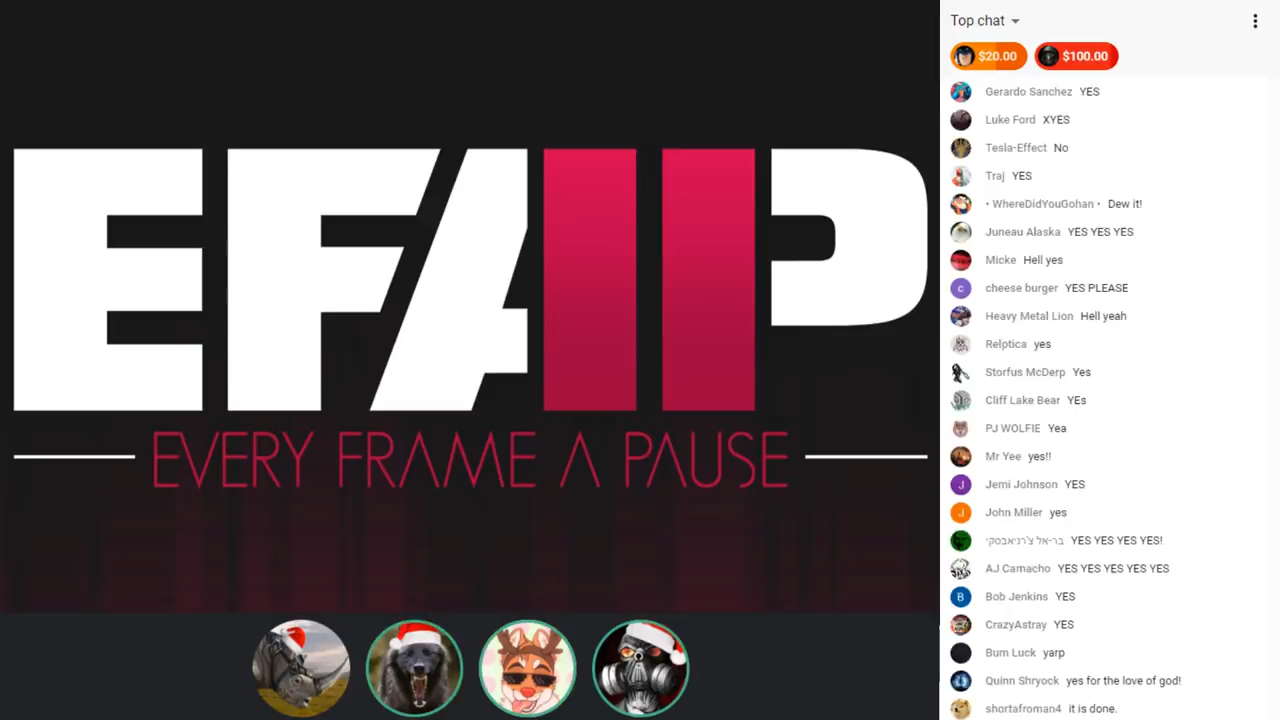 EFAP
EVERY FRAME A PAUSE
Top chat
$20.00 $100.00
Gerardo Sanchez YES
Luke Ford XYES
Tesla-Effect No
Traj YES
• WhereDidYouGohan • Dew it!
Juneau Alaska YES YES YES
Micke Hell yes
C cheese burger YES PLEASE
Heavy Metal Lion Hell yeah
Relptica yes
Storfus McDerp Yes
Cliff Lake Bear YEs
PJ WOLFIE Yea
Mr Yee yes!!
J Jemi Johnson YES
J John Miller yes
בר-אל צ'רניאבסקי YES YES YES YES!
AJ Camacho YES YES YES YES YES
B Bob Jenkins YES
CrazyAstray YES
Bum Luck yarp
Quinn Shryock yes for the love of god!
shortafroman4 it is done.